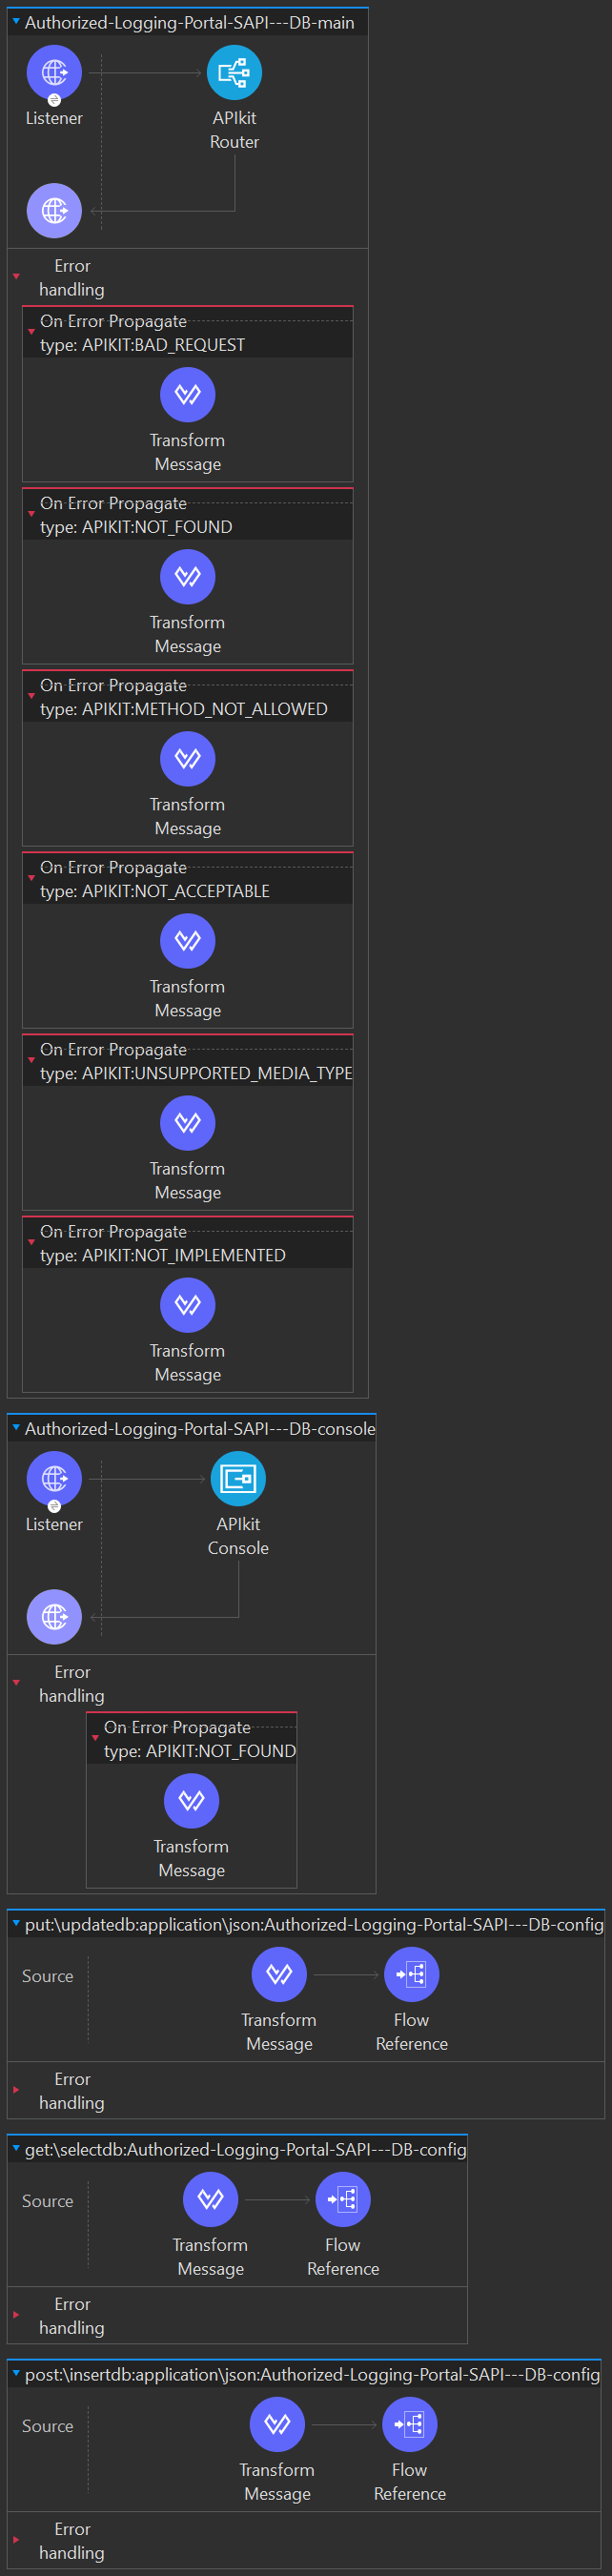 Authorized-Logging-Portal-SAPI---DB-main
Listener
APIkit
Router
Error
handling
On Error Propagate
type: APIKIT:BAD_REQUEST
Transform
Message
On Error Propagate
type: APIKIT:NOT_FOUND
Transform
Message
On Error Propagate
type: APIKIT:METHOD_NOT_ALLOWED
Transform
Message
On Error Propagate
type: APIKIT:NOT_ACCEPTABLE
Transform
Message
On Error Propagate
type: APIKIT:UNSUPPORTED_MEDIA_TYPE
Transform
Message
On Error Propagate
type: APIKIT:NOT_IMPLEMENTED
Transform
Message
Authorized-Logging-Portal-SAPI---DB-console
Listener
APIkit
Console
Error
handling
On Error Propagate
type: APIKIT:NOT_FOUND
Transform
Message
put:\updatedb:application\json:Authorized-Logging-Portal-SAPI---DB-config
Source
Transform
Message
Flow
Reference
Error
handling
get:\selectdb:Authorized-Logging-Portal-SAPI---DB-config
Source
Transform
Message
Flow
Reference
Error
handling
post:\insertdb:application\json:Authorized-Logging-Portal-SAPI---DB-config
Source
Transform
Message
Flow
Reference
Error
handling